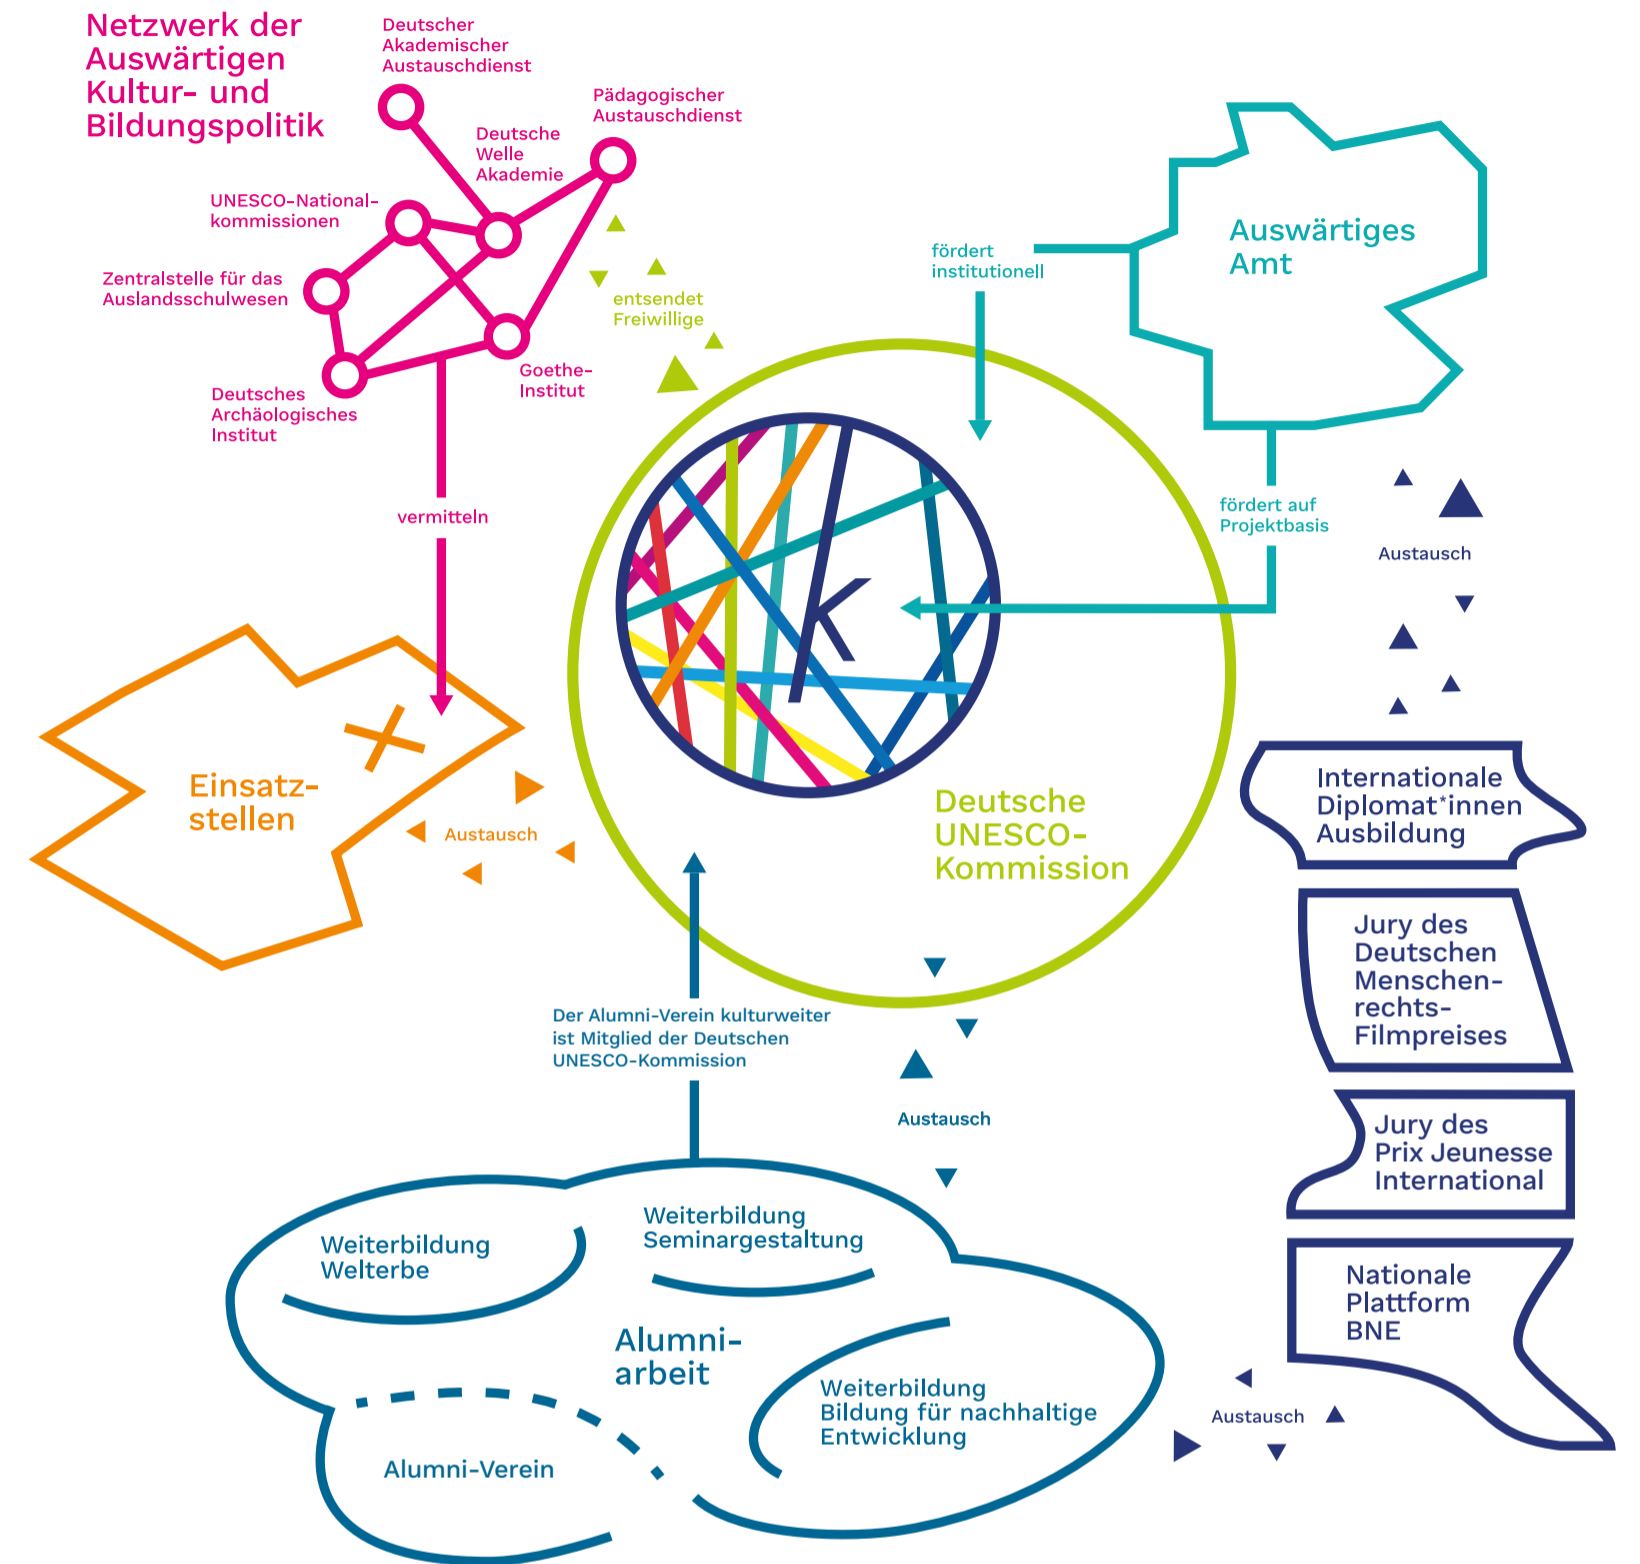 Netzwerk der
Auswärtigen
Kultur- und
Bildungspolitik
Deutscher
Akademischer
Austauschdienst
Pädagogischer
Austauschdienst
Deutsche
Welle
Akademie
UNESCO-National-
kommissionen
Zentralstelle für das
Auslandsschulwesen
Deutsches
Archäologisches
Institut
Goethe-
Institut
entsendet
Freiwillige
vermitteln
fördert
institutionell
Auswärtiges
Amt
fördert auf
Projektbasis
Austausch
K
Einsatz-
stellen
Austausch
Deutsche
UNESCO-
Kommission
Internationale
Diplomat*innen
Ausbildung
Jury des
Deutschen
Menschen-
rechts-
Filmpreises
Jury des
Prix Jeunesse
International
Nationale
Plattform
BNE
Der Alumni-Verein kulturweiter
ist Mitglied der Deutschen
UNESCO-Kommission
Austausch
Weiterbildung
Welterbe
Weiterbildung
Seminargestaltung
Alumni-
arbeit
Weiterbildung
Bildung für nachhaltige
Entwicklung
Alumni-Verein
Austausch